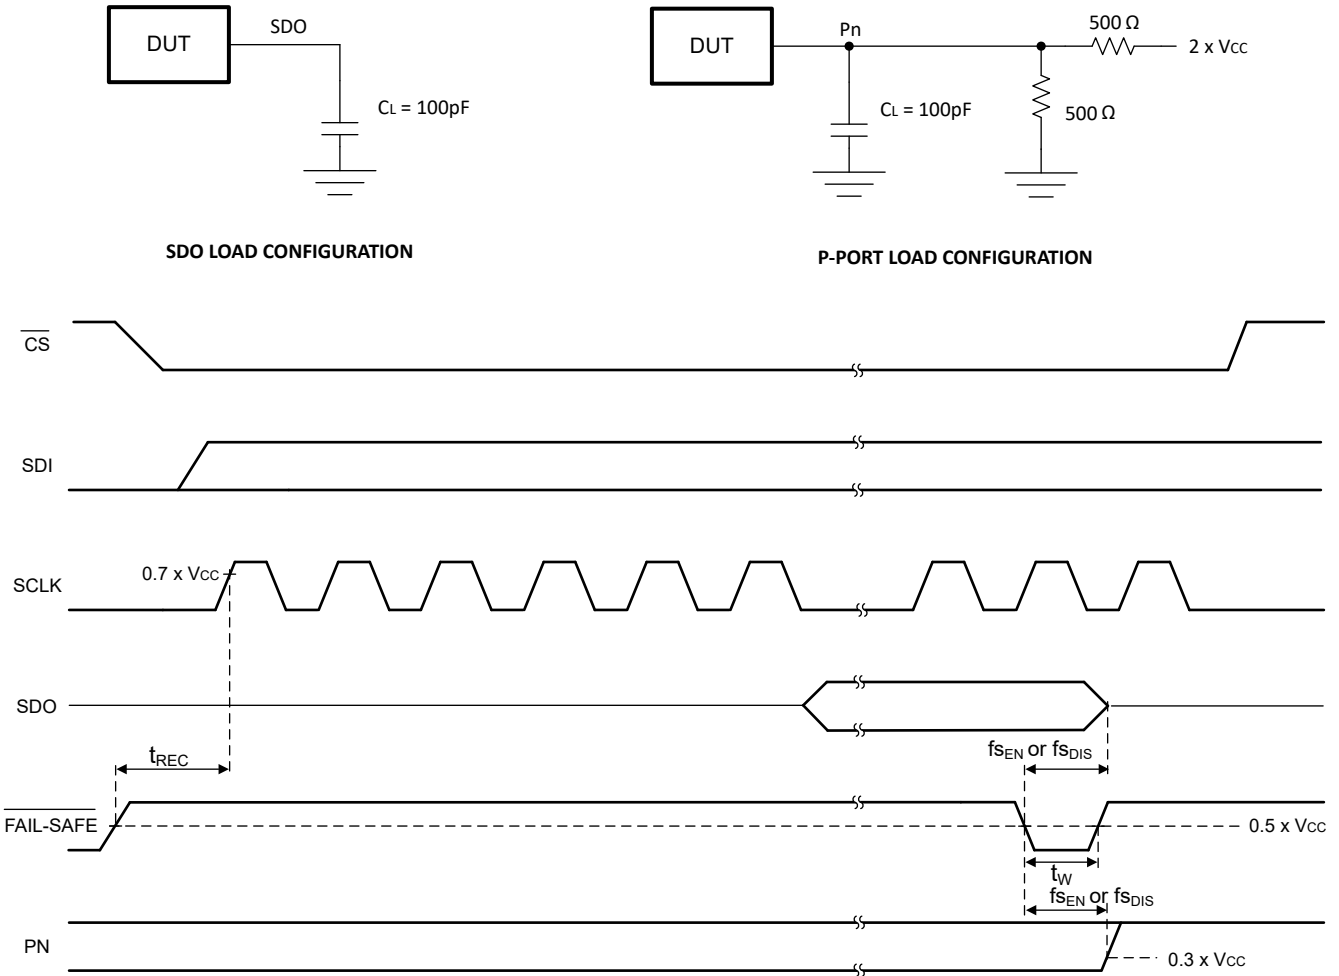 DUT
SDO
CL = 100pF
SDO LOAD CONFIGURATION
DUT
Pn
500 Ω
2 x VCC
CL = 100pF
500 Ω
P-PORT LOAD CONFIGURATION
CS
SDI
SCLK
0.7 x VCC
SDO
tREC
fsEN or fsDIS
FAIL-SAFE
0.5 x VCC
tW
fsEN or fsDIS
PN
0.3 x VCC